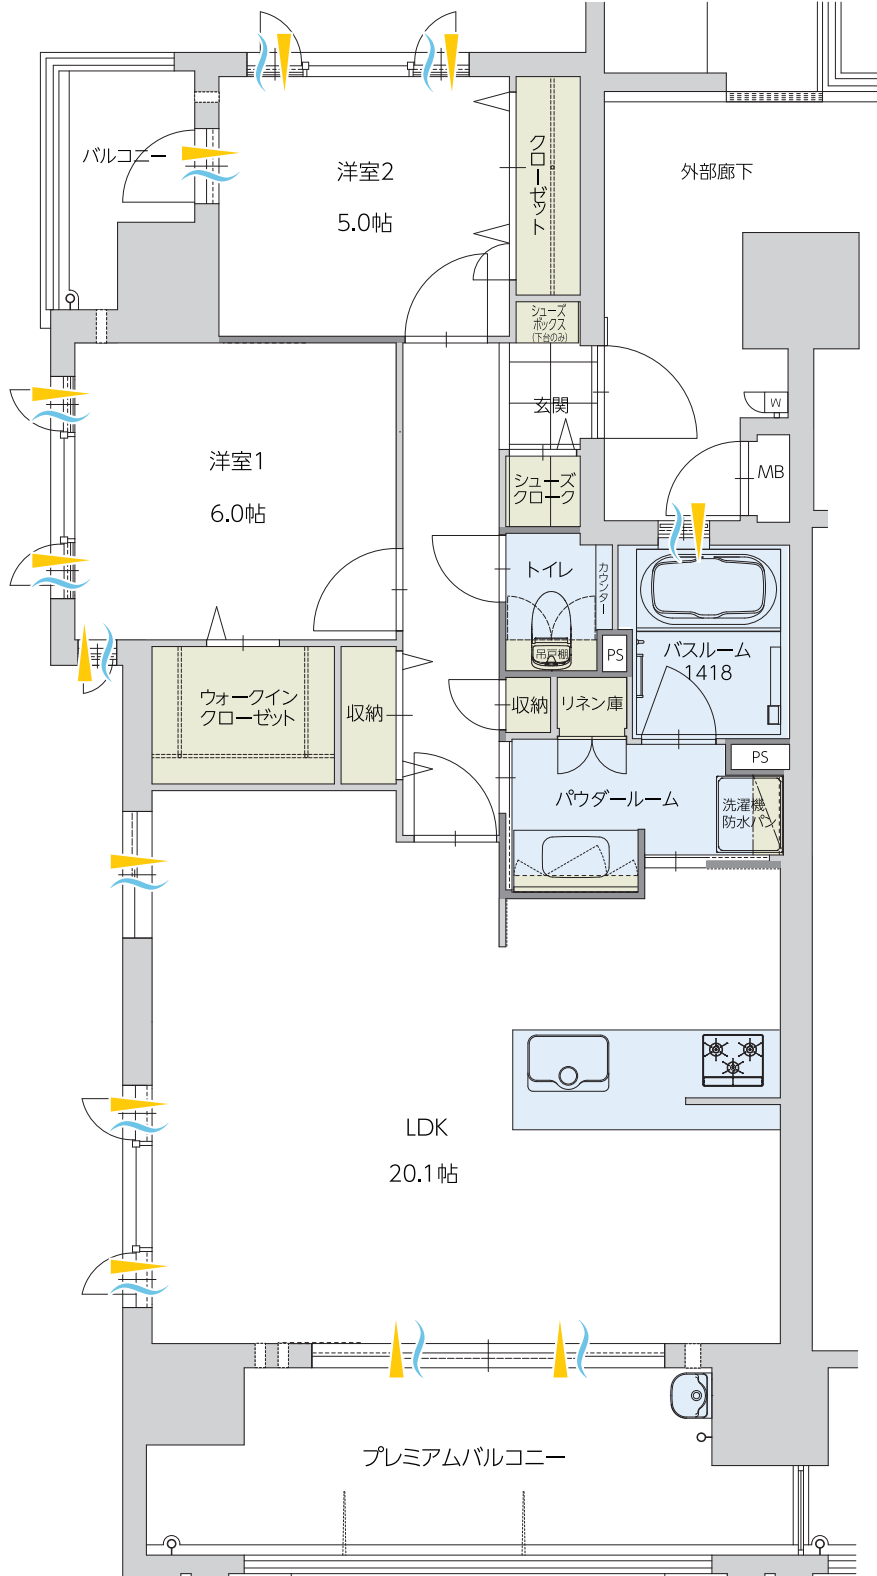 バルコニー
洋室2
5.0帖
クローゼット
外部廊下
シューズ
ボックス
(下台のみ)
玄関
W
MB
洋室1
6.0帖
シューズ
クローク
トイレ
カウンター
吊戸棚
PS
バスルーム
1418
ウォークイン
クローゼット
収納
収納
リネン庫
PS
パウダールーム
洗濯機
防水パン
LDK
20.1帖
プレミアムバルコニー